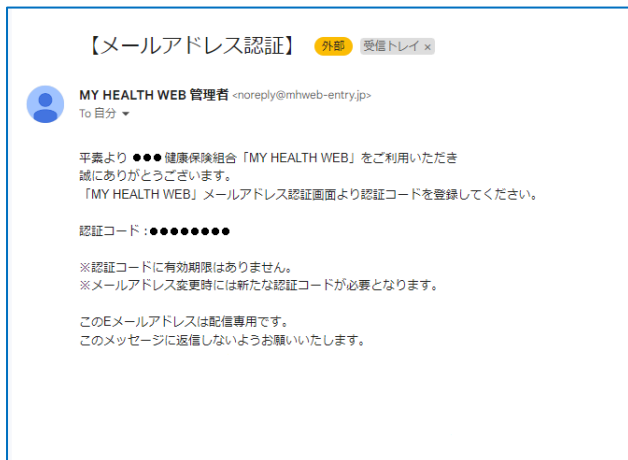 【メールアドレス認証】 外部 受信トレイ ×
MY HEALTH WEB 管理者 <noreply@mhweb-entry.jp>
To 自分
平素より ●●● 健康保険組合「MY HEALTH WEB」をご利用いただき
誠にありがとうございます。
「MY HEALTH WEB」メールアドレス認証画面より認証コードを登録してください。
認証コード：●●●●●●●●
※認証コードに有効期限はありません。
※メールアドレス変更時には新たな認証コードが必要となります。
このEメールアドレスは配信専用です。
このメッセージに返信しないようお願いいたします。